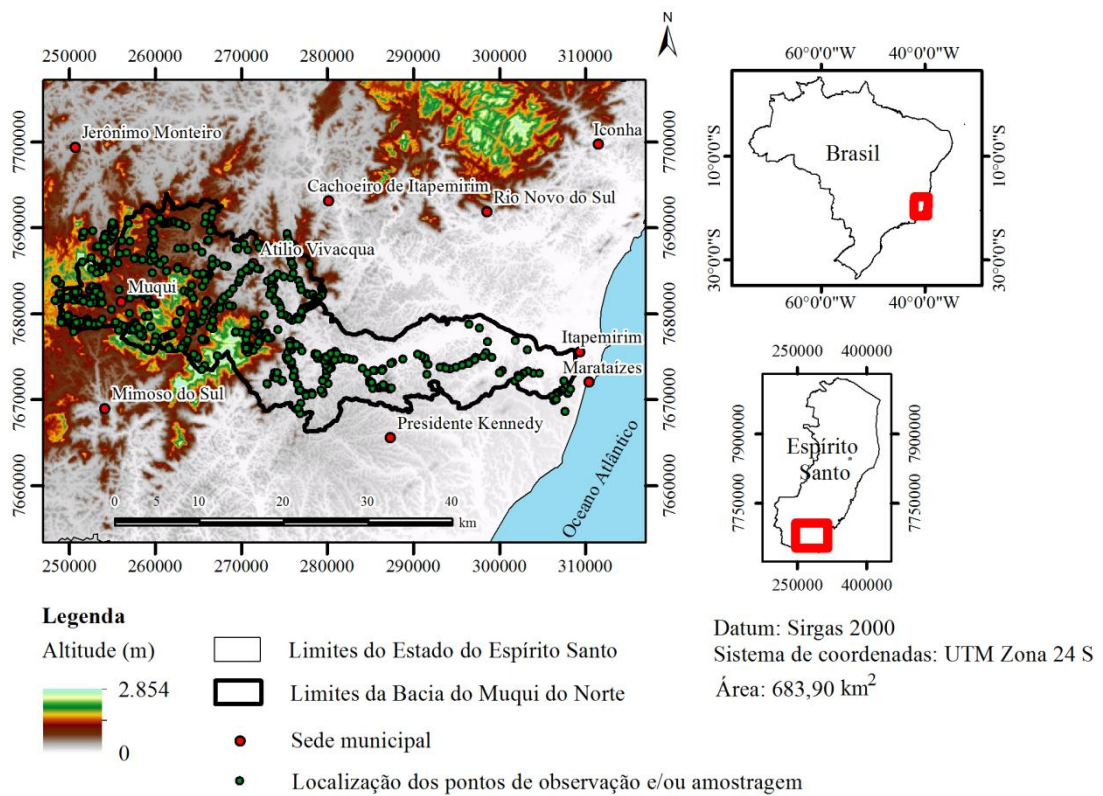 N
250000 260000 270000 280000 290000 300000 310000
7700000
7690000
7680000
7670000
7660000
Jerônimo Monteiro
Iconha
Cachoeiro de Itapemirim
Rio Novo do Sul
Atilio Vivacqua
Muqui
Itapemirim
Marataízes
Mimoso do Sul
Presidente Kennedy
Oceano Atlântico
0 10 20 30 40
km
7700000
7690000
7680000
7670000
7660000
250000 260000 270000 280000 290000 300000 310000
60°0'0"W 40°0'0"W
10°0'0"S
30°0'0"S
Brasil
10°0'0"S
30°0'0"S
60°0'0"W 40°0'0"W
250000 400000
7900000
7750000
Espírito
Santo
7900000
7750000
250000 400000
Legenda
Altitude (m)
2.854
0
Limites do Estado do Espírito Santo
Limites da Bacia do Muqui do Norte
Sede municipal
Localização dos pontos de observação e/ou amostragem
Datum: Sirgas 2000
Sistema de coordenadas: UTM Zona 24 S
Área: 683,90 km²